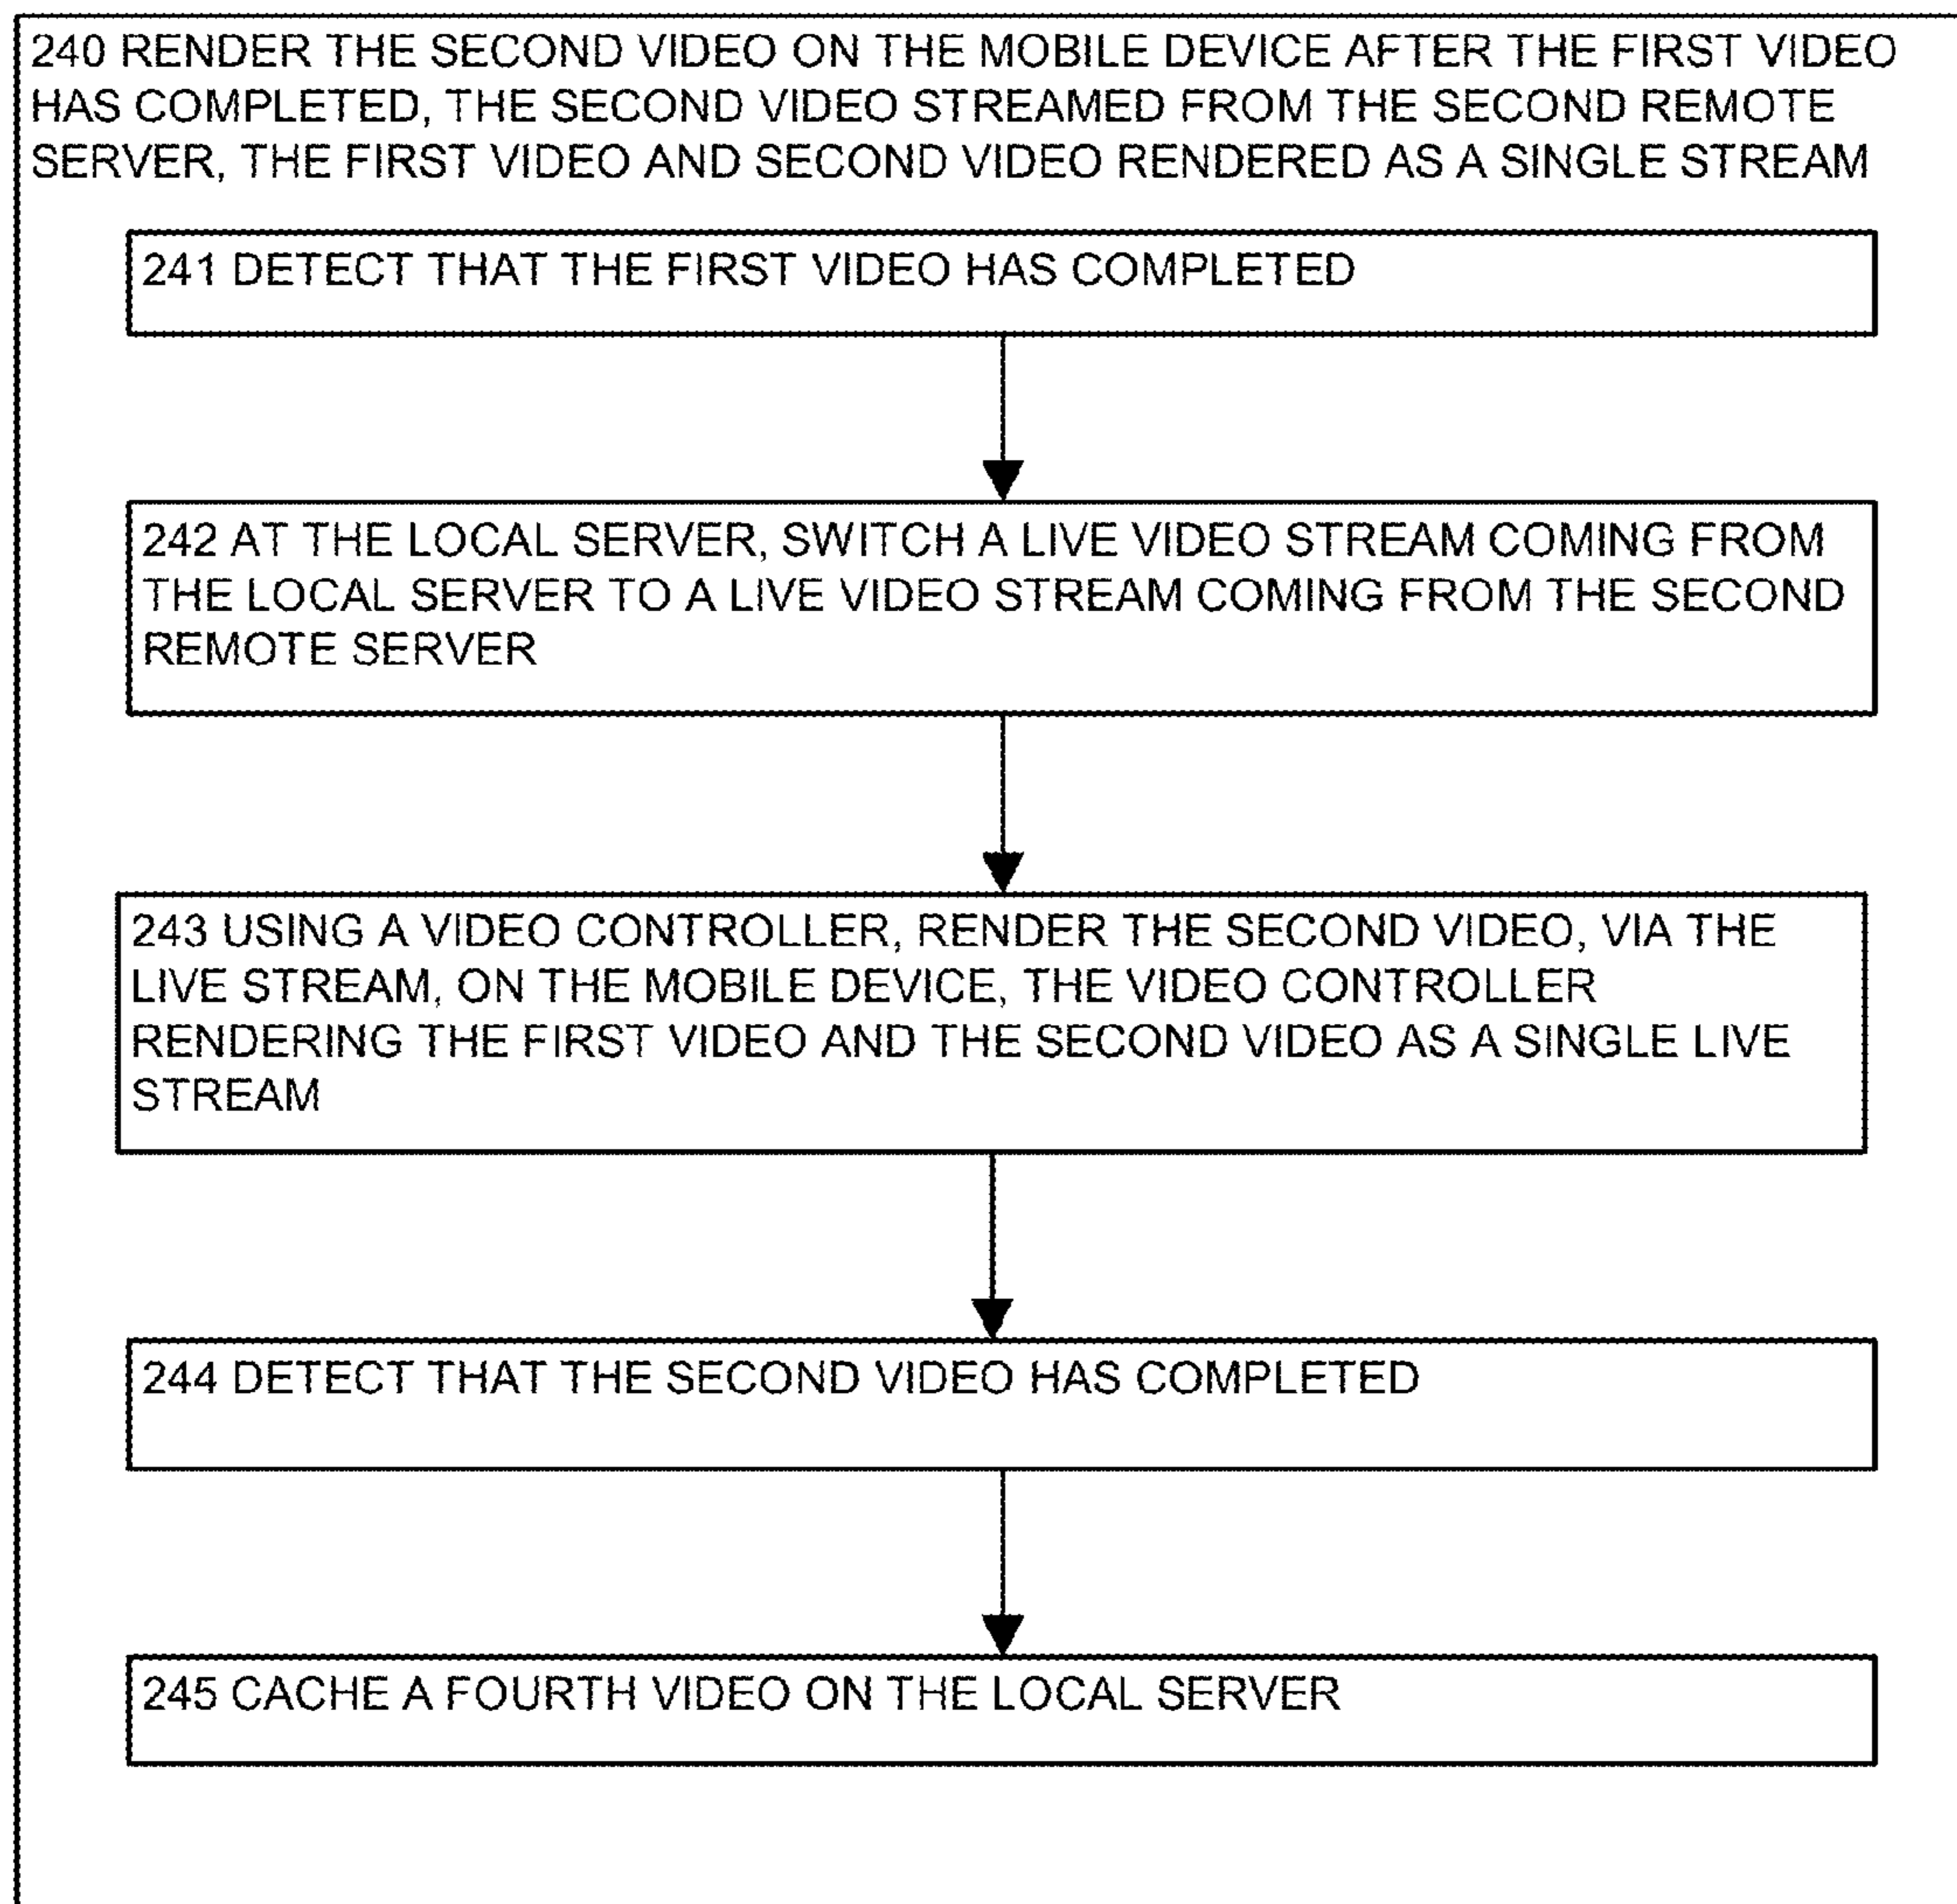 240 RENDER THE SECOND VIDEO ON THE MOBILE DEVICE AFTER THE FIRST VIDEO
HAS COMPLETED, THE SECOND VIDEO STREAMED FROM THE SECOND REMOTE
SERVER, THE FIRST VIDEO AND SECOND VIDEO RENDERED AS A SINGLE STREAM
241 DETECT THAT THE FIRST VIDEO HAS COMPLETED
242 AT THE LOCAL SERVER, SWITCH A LIVE VIDEO STREAM COMING FROM
THE LOCAL SERVER TO A LIVE VIDEO STREAM COMING FROM THE SECOND
REMOTE SERVER
243 USING A VIDEO CONTROLLER, RENDER THE SECOND VIDEO, VIA THE
LIVE STREAM, ON THE MOBILE DEVICE, THE VIDEO CONTROLLER
RENDERING THE FIRST VIDEO AND THE SECOND VIDEO AS A SINGLE LIVE
STREAM
244 DETECT THAT THE SECOND VIDEO HAS COMPLETED
245 CACHE A FOURTH VIDEO ON THE LOCAL SERVER